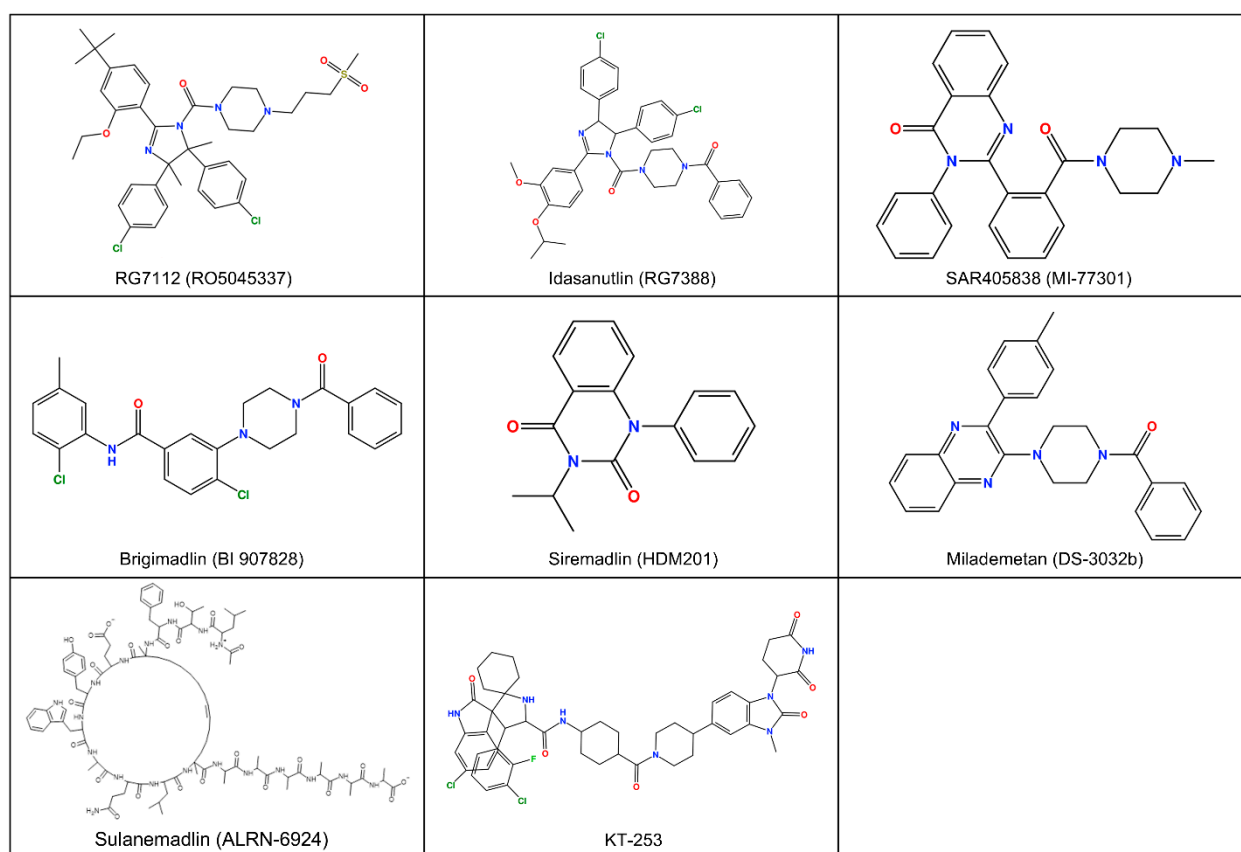 RG7112 (RO5045337)
Idasanutlin (RG7388)
SAR405838 (MI-77301)
Brigimadlin (BI 907828)
Siremadlin (HDM201)
Milademetan (DS-3032b)
Sulanemadlin (ALRN-6924)
KT-253